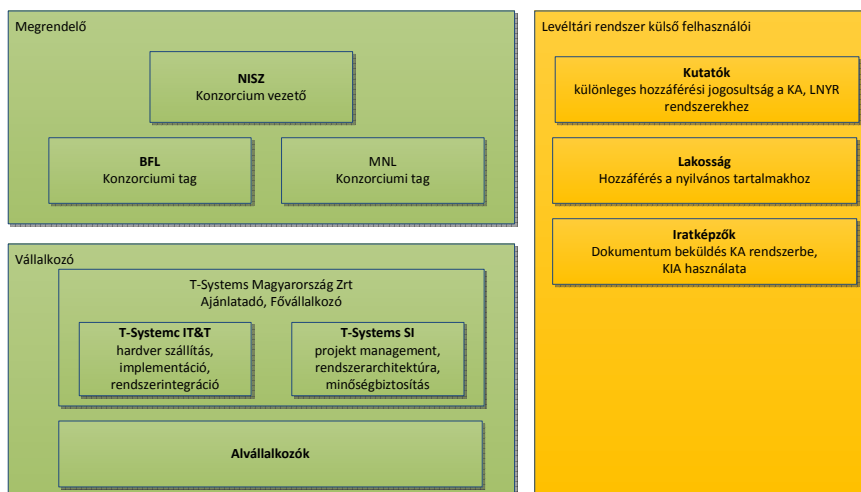 Megrendelő
NISZ
Konzorcium vezető
BFL
Konzorciumi tag
MNL
Konzorciumi tag
Vállalkozó
T-Systems Magyarország Zrt
Ajánlatadó, Fővállalkozó
T-Systemc IT&T
hardver szállítás,
implementáció,
rendszerintegráció
T-Systems SI
projekt management,
rendszerarchitektúra,
minőségbiztosítás
Alvállalkozók
Levéltári rendszer külső felhasználói
Kutatók
különleges hozzáférési jogosultság a KA, LNYR
rendszerekhez
Lakosság
Hozzáférés a nyilvános tartalmakhoz
Iratképzők
Dokumentum beküldés KA rendszerbe,
KIA használata